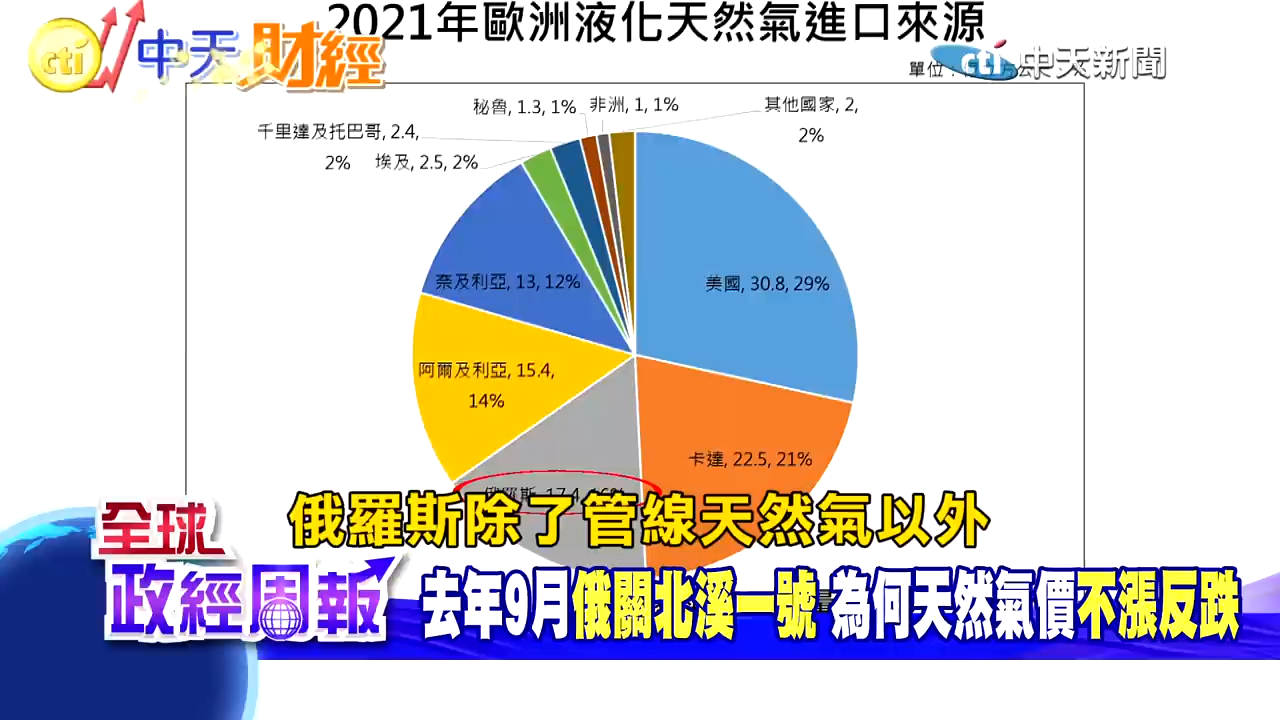 2021年歐洲液化天然氣進口來源
cti
中天財經
cti 中天新聞
單位：
秘魯, 1.3, 1%
非洲, 1, 1%
其他國家, 2,
2%
千里達及托巴哥, 2.4,
2%
埃及, 2.5, 2%
奈及利亞, 13, 12%
美國, 30.8, 29%
阿爾及利亞, 15.4,
14%
卡達, 22.5, 21%
俄羅斯, 17.4, 16%
俄羅斯除了管線天然氣以外
全球
政經周報
去年9月俄關北溪一號 為何天然氣價不漲反跌